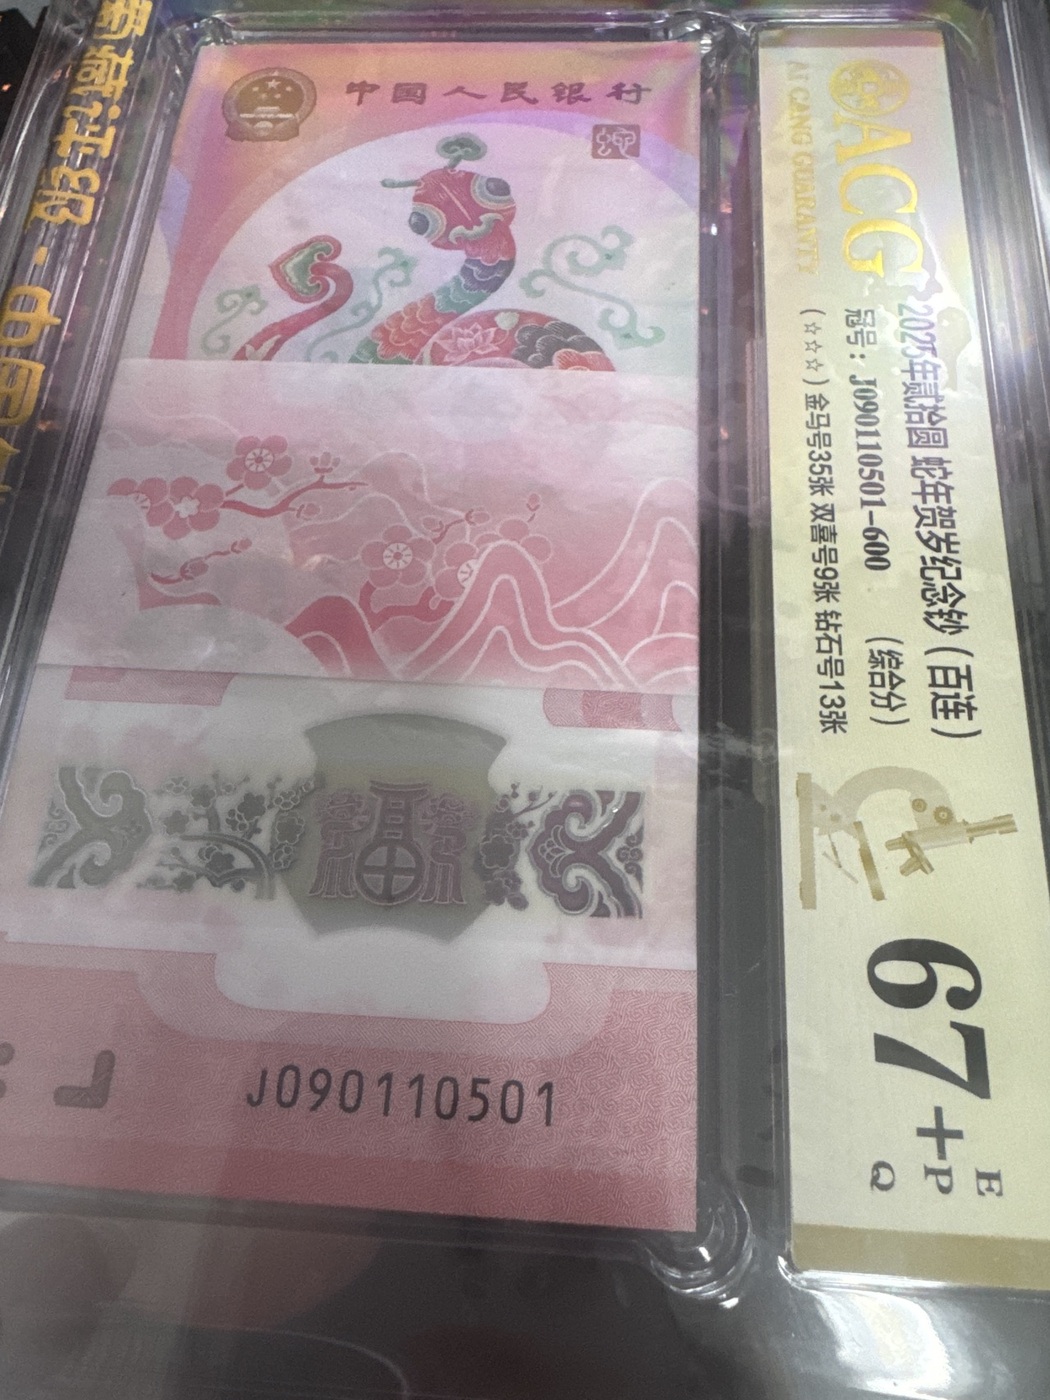 中国人民银行
J090110501
ACG
AI CANG GUARANTY
2025年贰拾圆 蛇年贺岁纪念钞（百连）
冠号：J090110501-600 （综合分）
（☆☆☆）金马号35张 双喜号9张 钻石号13张
67+
E
P
Q